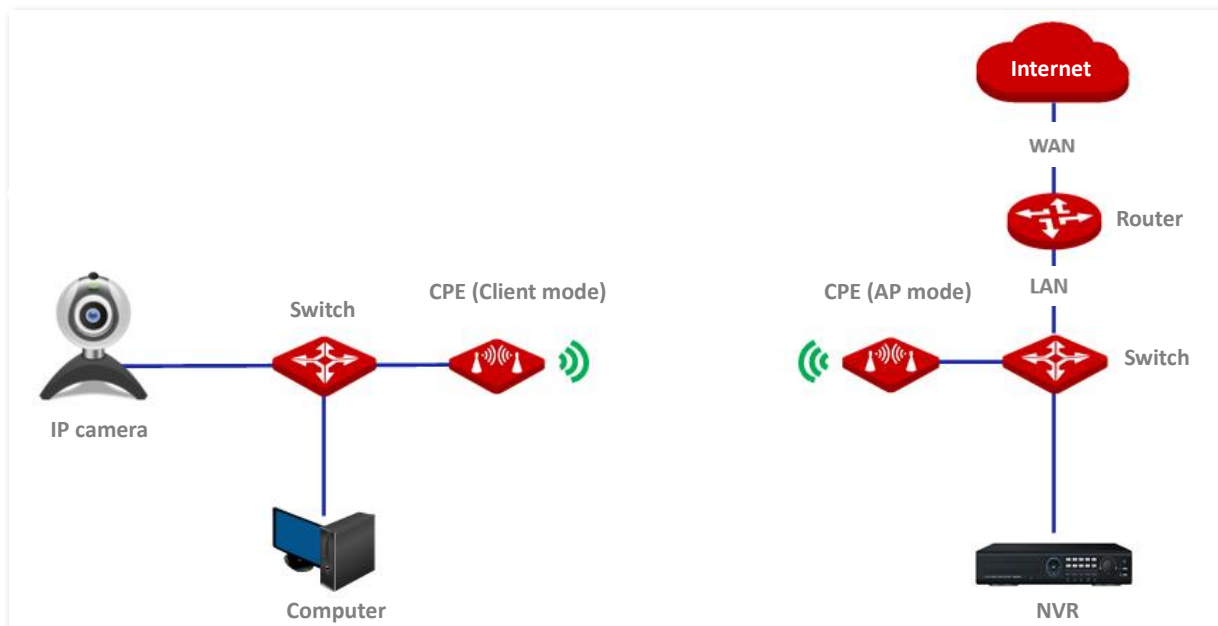 Internet
WAN
Router
CPE (Client mode)
CPE (AP mode)
LAN
Switch
Switch
IP camera
Computer
NVR